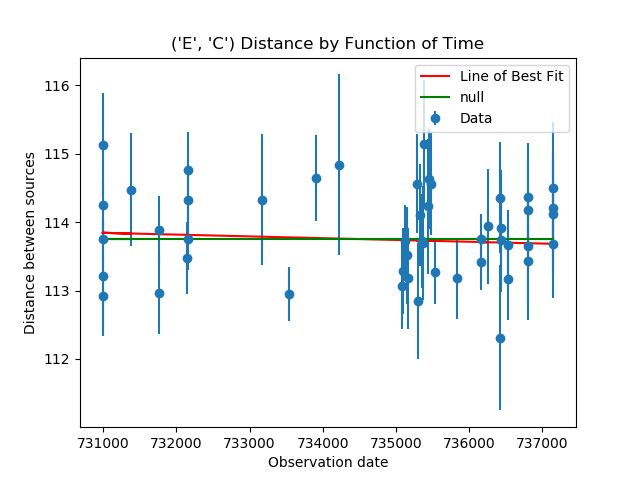 ('E', 'C') Distance by Function of Time
Line of Best Fit
null
Data
116
115
114
113
112
Distance between sources
731000 732000 733000 734000 735000 736000 737000
Observation date